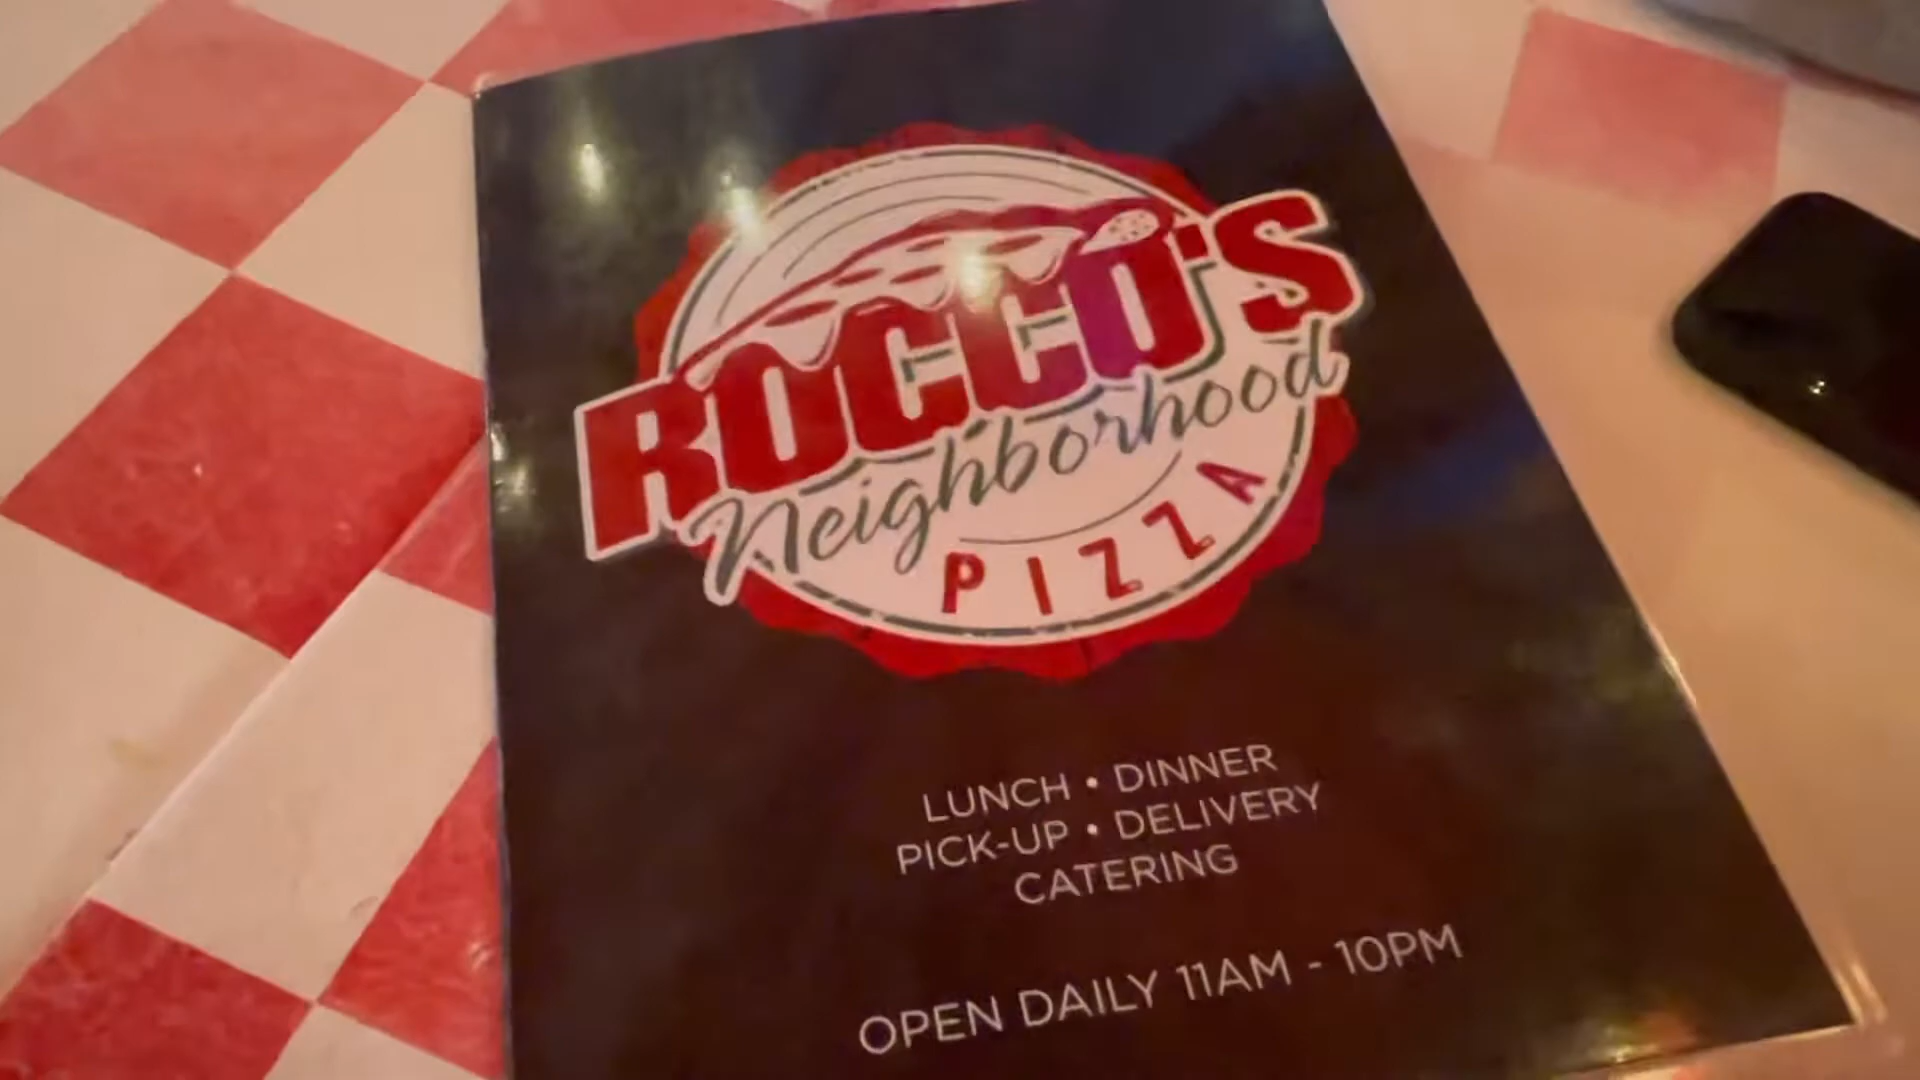 ROCCO'S
Neighborhood
PIZZA
LUNCH • DINNER
PICK-UP • DELIVERY
CATERING
OPEN DAILY 11AM - 10PM